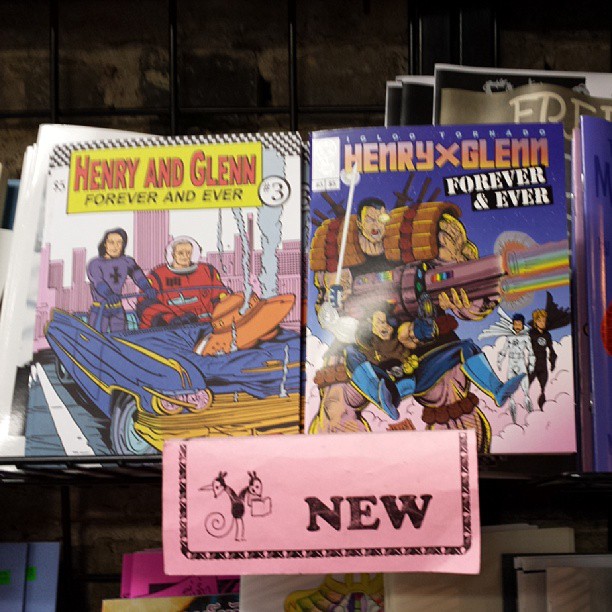 HENRY AND GLENN
FOREVER AND EVER
#3
$5
IGLOO TORNADO
HENRY X GLENN
FOREVER
& EVER
NEW